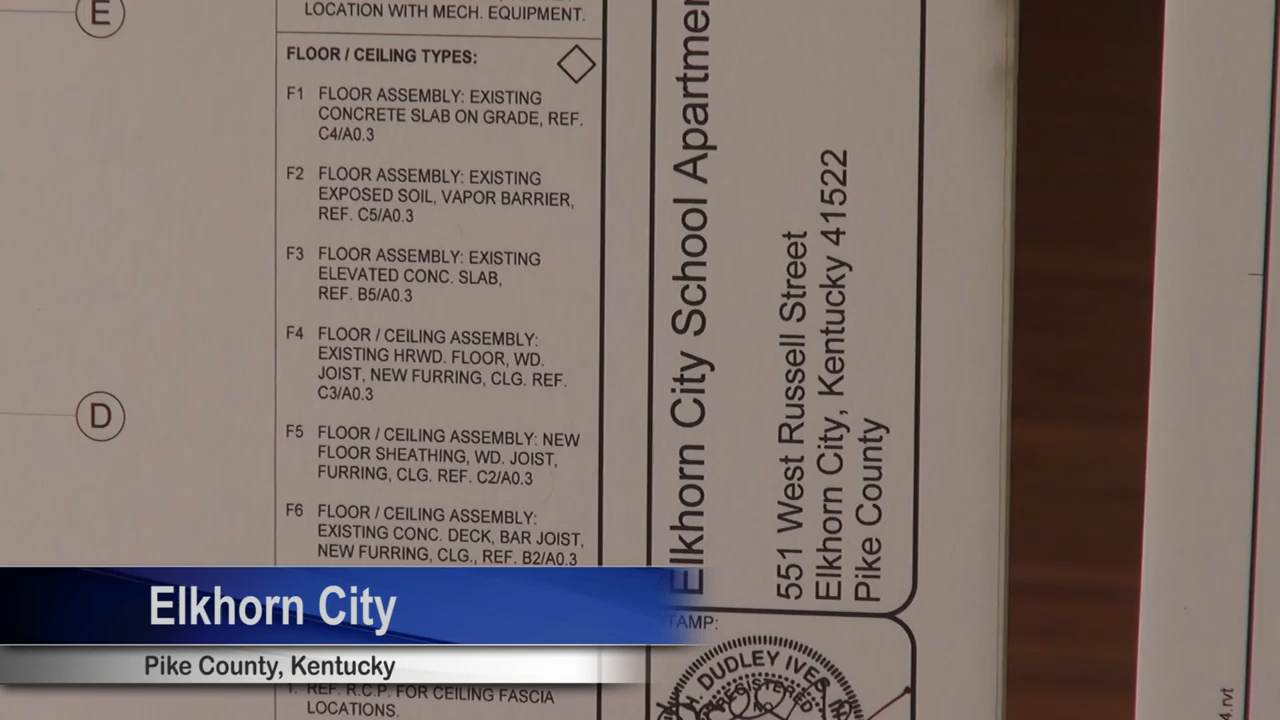 E
LOCATION WITH MECH. EQUIPMENT.
FLOOR / CEILING TYPES:
F1 FLOOR ASSEMBLY: EXISTING
CONCRETE SLAB ON GRADE, REF.
C4/A0.3
F2 FLOOR ASSEMBLY: EXISTING
EXPOSED SOIL, VAPOR BARRIER,
REF. C5/A0.3
F3 FLOOR ASSEMBLY: EXISTING
ELEVATED CONC. SLAB,
REF. B5/A0.3
F4 FLOOR / CEILING ASSEMBLY:
EXISTING HRWD. FLOOR, WD.
JOIST, NEW FURRING, CLG. REF.
C3/A0.3
D
F5 FLOOR / CEILING ASSEMBLY: NEW
FLOOR SHEATHING, WD. JOIST,
FURRING, CLG. REF. C2/A0.3
F6 FLOOR / CEILING ASSEMBLY:
EXISTING CONC. DECK, BAR JOIST,
NEW FURRING, CLG., REF. B2/A0.3
1. REF. R.C.P. FOR CEILING FASCIA
LOCATIONS.
Elkhorn City School Apartmen
551 West Russell Street
Elkhorn City, Kentucky 41522
Pike County
TAMP:
H. DUDLEY IVES
REGISTERED
NO
4.rvt
Elkhorn City
Pike County, Kentucky